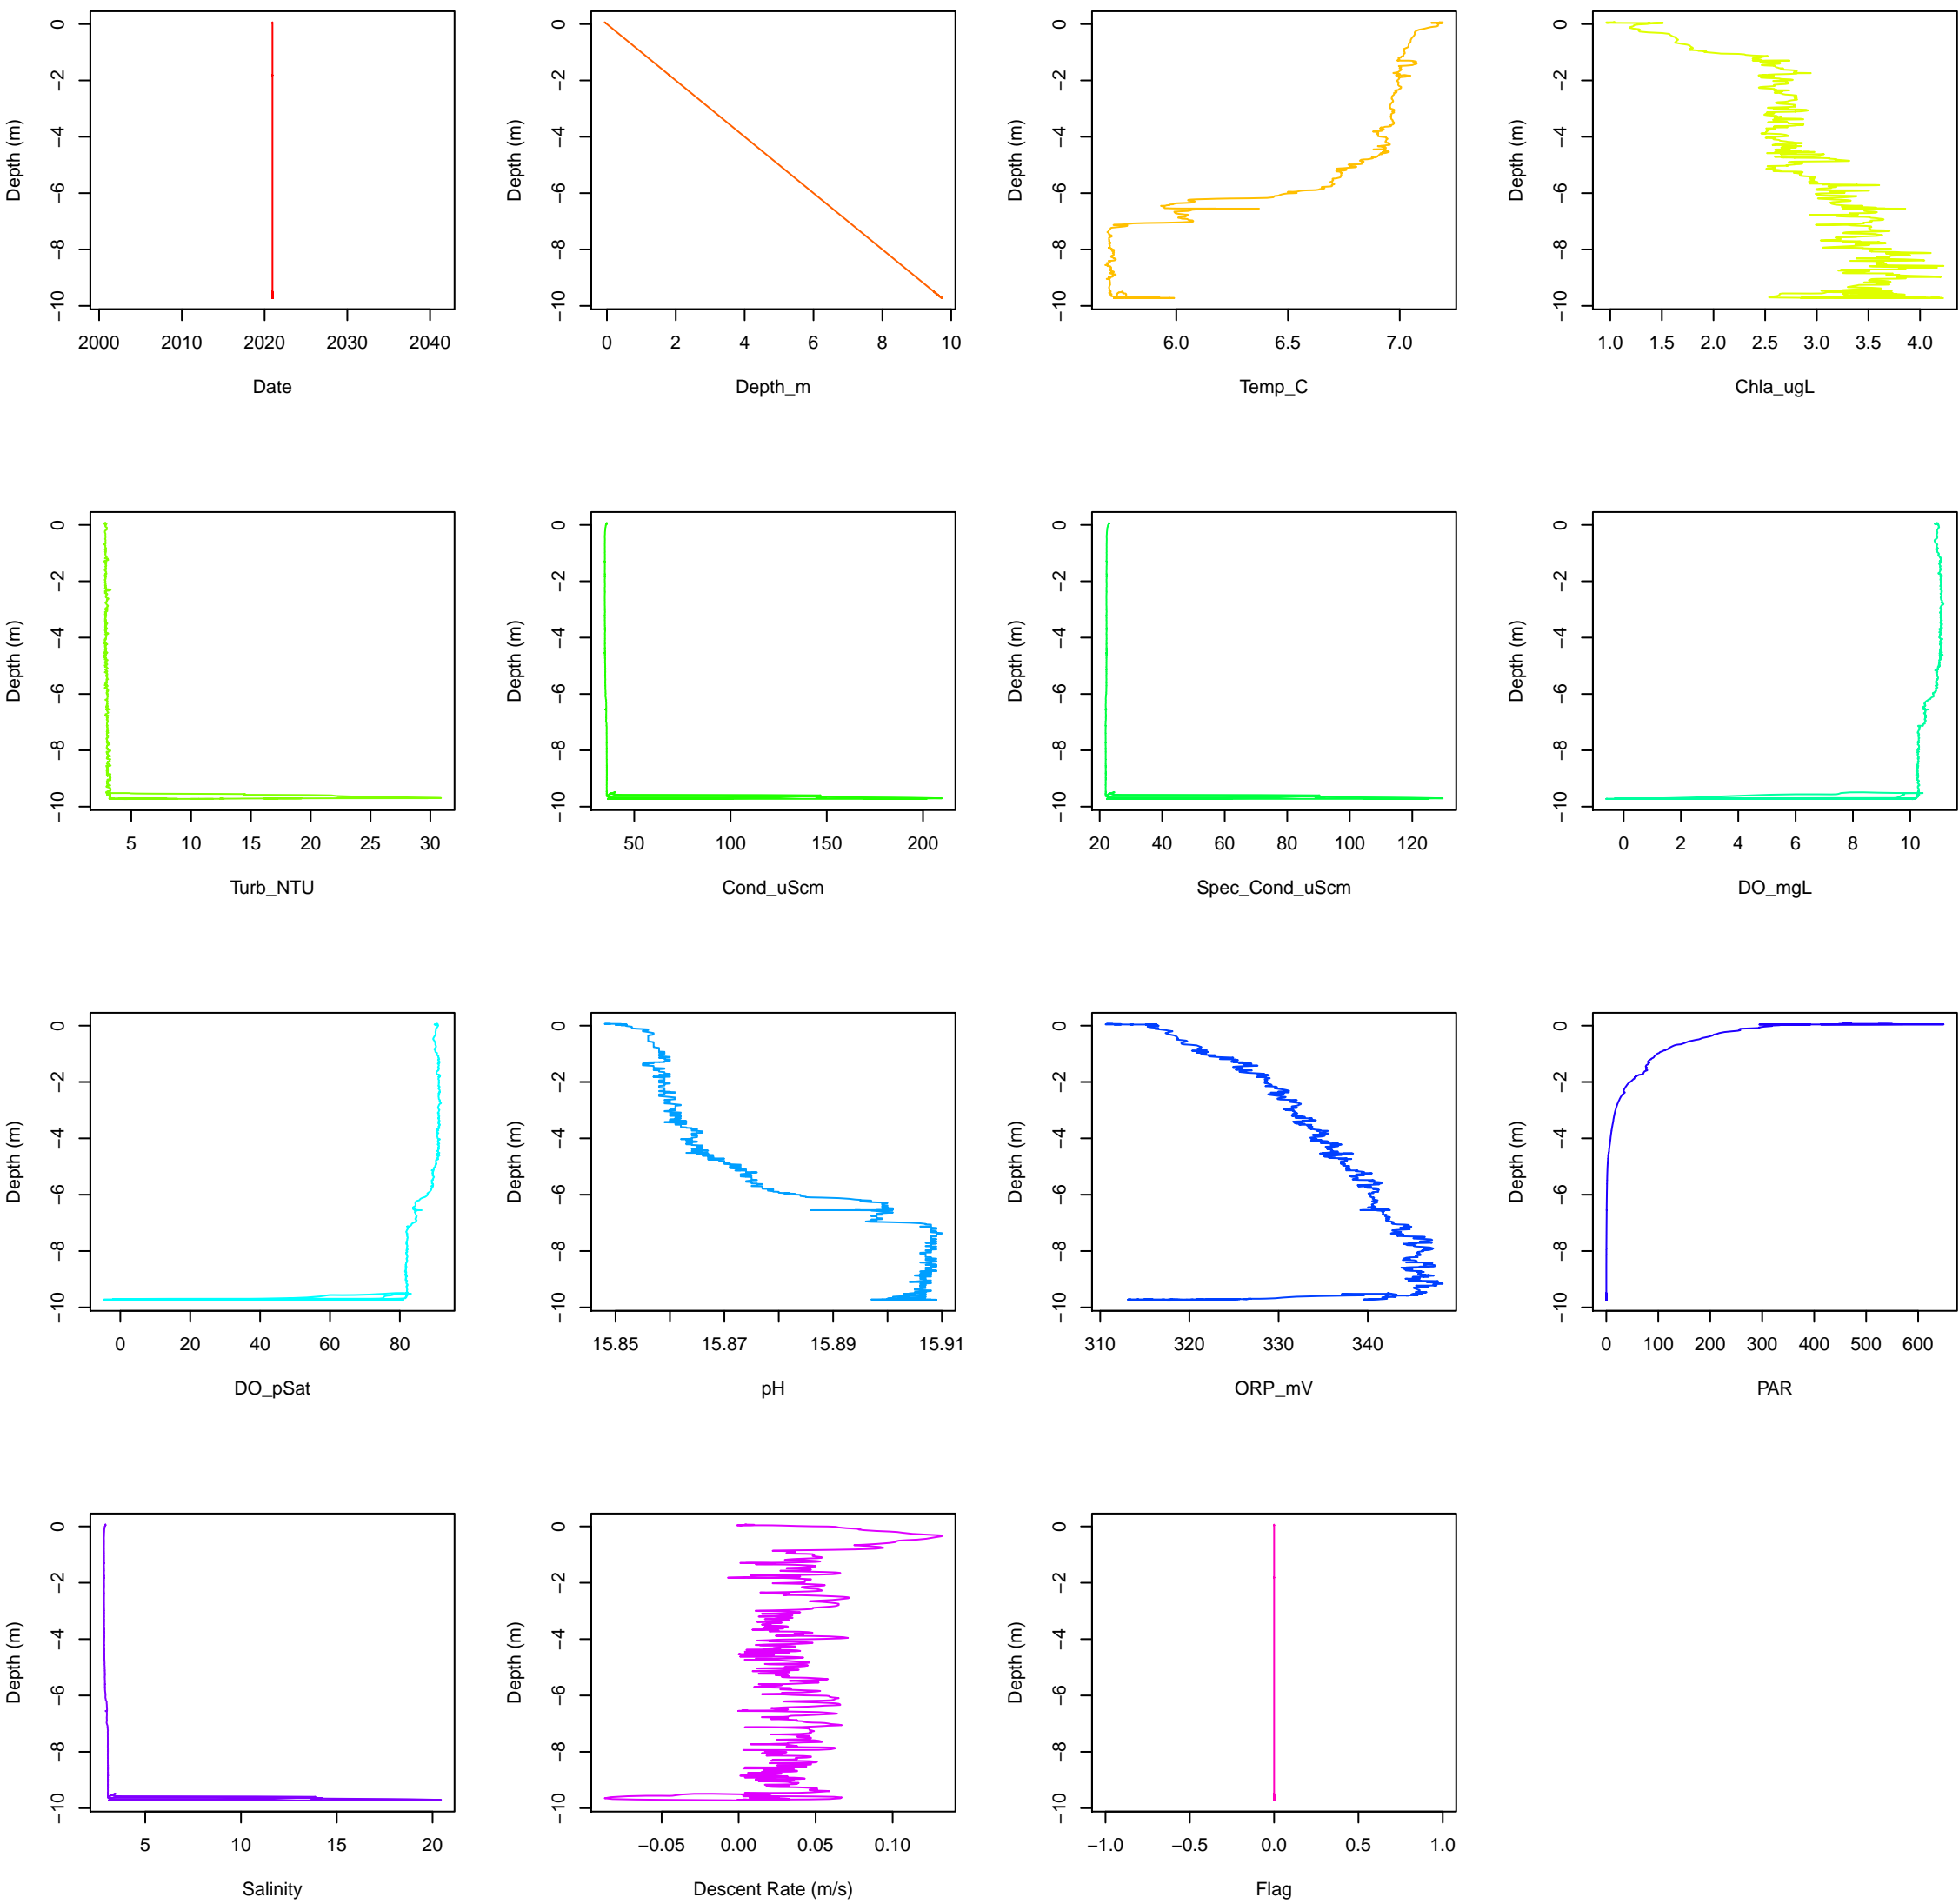 0
−2
−4
−6
−8
−10
Depth (m)
2000 2010 2020 2030 2040
Date
0
−2
−4
−6
−8
−10
Depth (m)
0 2 4 6 8 10
Depth_m
0
−2
−4
−6
−8
−10
Depth (m)
6.0 6.5 7.0
Temp_C
0
−2
−4
−6
−8
−10
Depth (m)
1.0 1.5 2.0 2.5 3.0 3.5 4.0
Chla_ugL
0
−2
−4
−6
−8
−10
Depth (m)
5 10 15 20 25 30
Turb_NTU
0
−2
−4
−6
−8
−10
Depth (m)
50 100 150 200
Cond_uScm
0
−2
−4
−6
−8
−10
Depth (m)
20 40 60 80 100 120
Spec_Cond_uScm
0
−2
−4
−6
−8
−10
Depth (m)
0 2 4 6 8 10
DO_mgL
0
−2
−4
−6
−8
−10
Depth (m)
0 20 40 60 80
DO_pSat
0
−2
−4
−6
−8
−10
Depth (m)
15.85 15.87 15.89 15.91
pH
0
−2
−4
−6
−8
−10
Depth (m)
310 320 330 340
ORP_mV
0
−2
−4
−6
−8
−10
Depth (m)
0 100 200 300 400 500 600
PAR
0
−2
−4
−6
−8
−10
Depth (m)
5 10 15 20
Salinity
0
−2
−4
−6
−8
−10
Depth (m)
−0.05 0.00 0.05 0.10
Descent Rate (m/s)
0
−2
−4
−6
−8
−10
Depth (m)
−1.0 −0.5 0.0 0.5 1.0
Flag